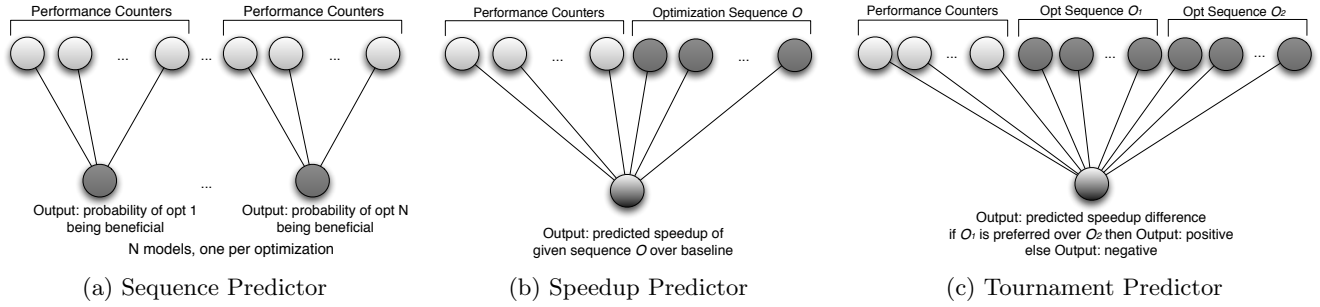 Performance Counters
Performance Counters
... ... ...
...
Output: probability of opt 1
being beneficial
Output: probability of opt N
being beneficial
N models, one per optimization
(a) Sequence Predictor
Performance Counters
Optimization Sequence O
... ...
Output: predicted speedup of
given sequence O over baseline
(b) Speedup Predictor
Performance Counters
Opt Sequence O1
Opt Sequence O2
... ... ...
Output: predicted speedup difference
if O1 is preferred over O2 then Output: positive
else Output: negative
(c) Tournament Predictor